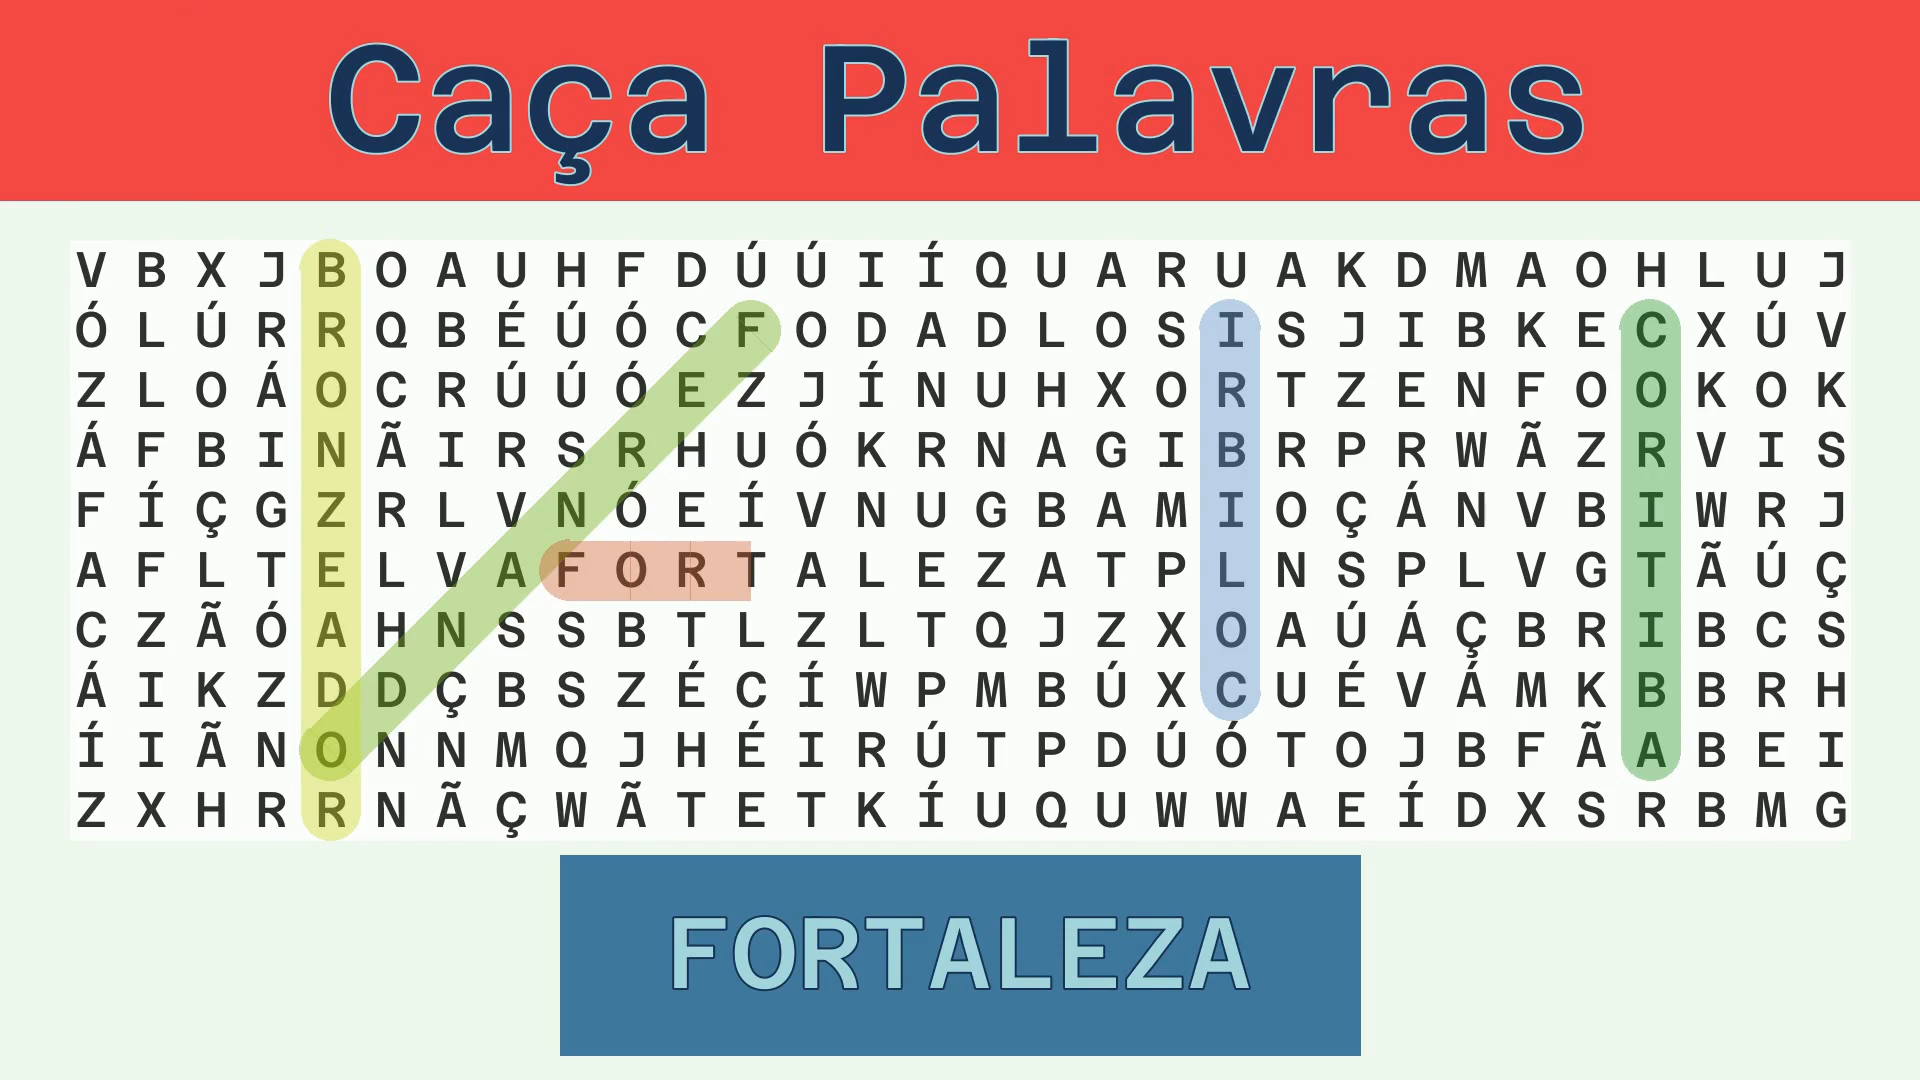 Caça Palavras
V B X J B O A U H F D Ú Ú I Í Q U A R U A K D M A O H L U J
Ó L Ú R R Q B É Ú Ó C F O D A D L O S I S J I B K E C X Ú V
Z L O Á O C R Ú Ú Ó E Z J Í N U H X O R T Z E N F O O K O K
Á F B I N Ã I R S R H U Ó K R N A G I B R P R W Ã Z R V I S
F Í Ç G Z R L V N Ó E Í V N U G B A M I O Ç Á N V B I W R J
A F L T E L V A F O R T A L E Z A T P L N S P L V G T Ã Ú Ç
C Z Ã Ó A H N S S B T L Z L T Q J Z X O A Ú Á Ç B R I B C S
Á I K Z D D Ç B S Z É C Í W P M B Ú X C U É V Á M K B B R H
Í I Ã N O N N M Q J H É I R Ú T P D Ú Ó T O J B F Ã A B E I
Z X H R R N Ã Ç W Ã T E T K Í U Q U W W A E Í D X S R B M G
FORTALEZA